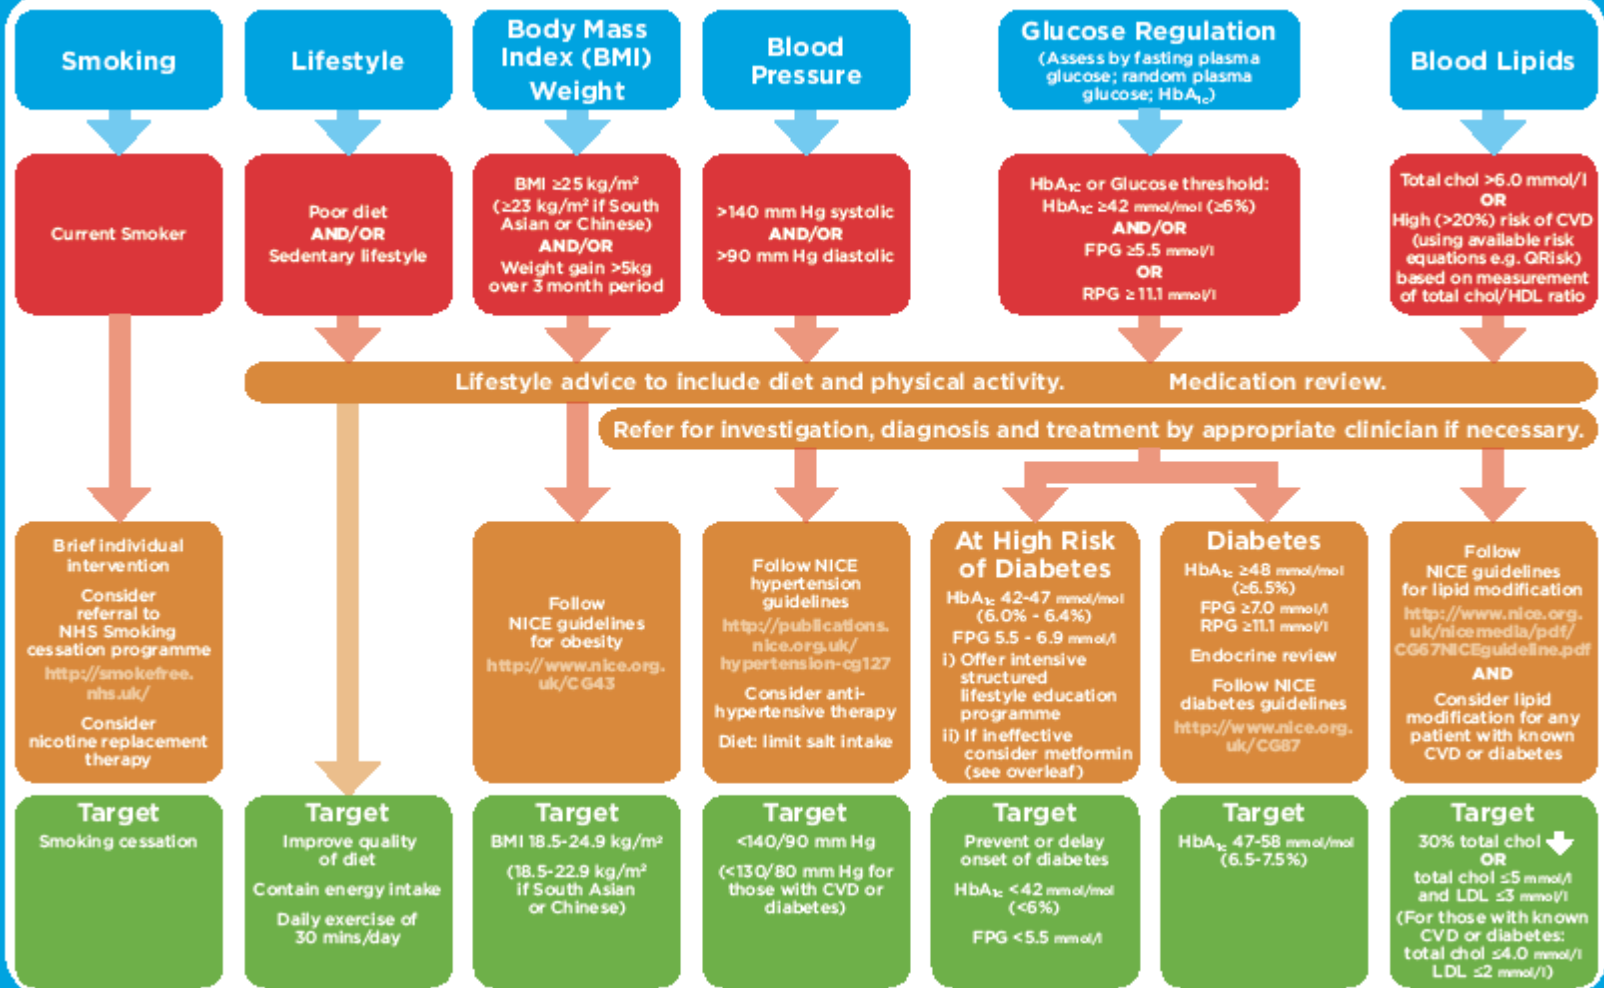 Smoking
Lifestyle
Body Mass
Index (BMI)
Weight
Blood
Pressure
Glucose Regulation
(Assess by fasting plasma
glucose; random plasma
glucose; HbA1c)
Blood Lipids
Current Smoker
Poor diet
AND/OR
Sedentary lifestyle
BMI ≥25 kg/m²
(≥23 kg/m² if South
Asian or Chinese)
AND/OR
Weight gain >5kg
over 3 month period
>140 mm Hg systolic
AND/OR
>90 mm Hg diastolic
HbA1C or Glucose threshold:
HbA1C ≥42 mmol/mol (≥6%)
AND/OR
FPG ≥5.5 mmol/l
OR
RPG ≥ 11.1 mmol/l
Total chol >6.0 mmol/l
OR
High (>20%) risk of CVD
(using available risk
equations e.g. QRisk)
based on measurement
of total chol/HDL ratio
Lifestyle advice to include diet and physical activity. Medication review.
Refer for investigation, diagnosis and treatment by appropriate clinician if necessary.
Brief individual
intervention
Consider
referral to
NHS Smoking
cessation programme
http://smokefree.
nhs.uk/
Consider
nicotine replacement
therapy
Follow
NICE guidelines
for obesity
http://www.nice.org.
uk/CG43
Follow NICE
hypertension
guidelines
http://publications.
nice.org.uk/
hypertension-cg127
Consider anti-
hypertensive therapy
Diet: limit salt intake
At High Risk
of Diabetes
HbA1c 42-47 mmol/mol
(6.0% - 6.4%)
FPG 5.5 - 6.9 mmol/l
i) Offer intensive
structured
lifestyle education
programme
ii) If ineffective
consider metformin
(see overleaf)
Diabetes
HbA1c ≥48 mmol/mol
(≥6.5%)
FPG ≥7.0 mmol/l
RPG ≥11.1 mmol/l
Endocrine review
Follow NICE
diabetes guidelines
http://www.nice.org.
uk/CG87
Follow
NICE guidelines
for lipid modification
http://www.nice.org.
uk/nicemedia/pdf/
CG67NICEguideline.pdf
AND
Consider lipid
modification for any
patient with known
CVD or diabetes
Target
Smoking cessation
Target
Improve quality
of diet
Contain energy intake
Daily exercise of
30 mins/day
Target
BMI 18.5-24.9 kg/m²
(18.5-22.9 kg/m²
if South Asian
or Chinese)
Target
<140/90 mm Hg
(<130/80 mm Hg for
those with CVD or
diabetes)
Target
Prevent or delay
onset of diabetes
HbA1c <42 mmol/mol
(<6%)
FPG <5.5 mmol/l
Target
HbA1c 47-58 mmol/mol
(6.5-7.5%)
Target
30% total chol
OR
total chol ≤5 mmol/l
and LDL ≤3 mmol/l
(For those with known
CVD or diabetes:
total chol ≤4.0 mmol/l
LDL ≤2 mmol/l)